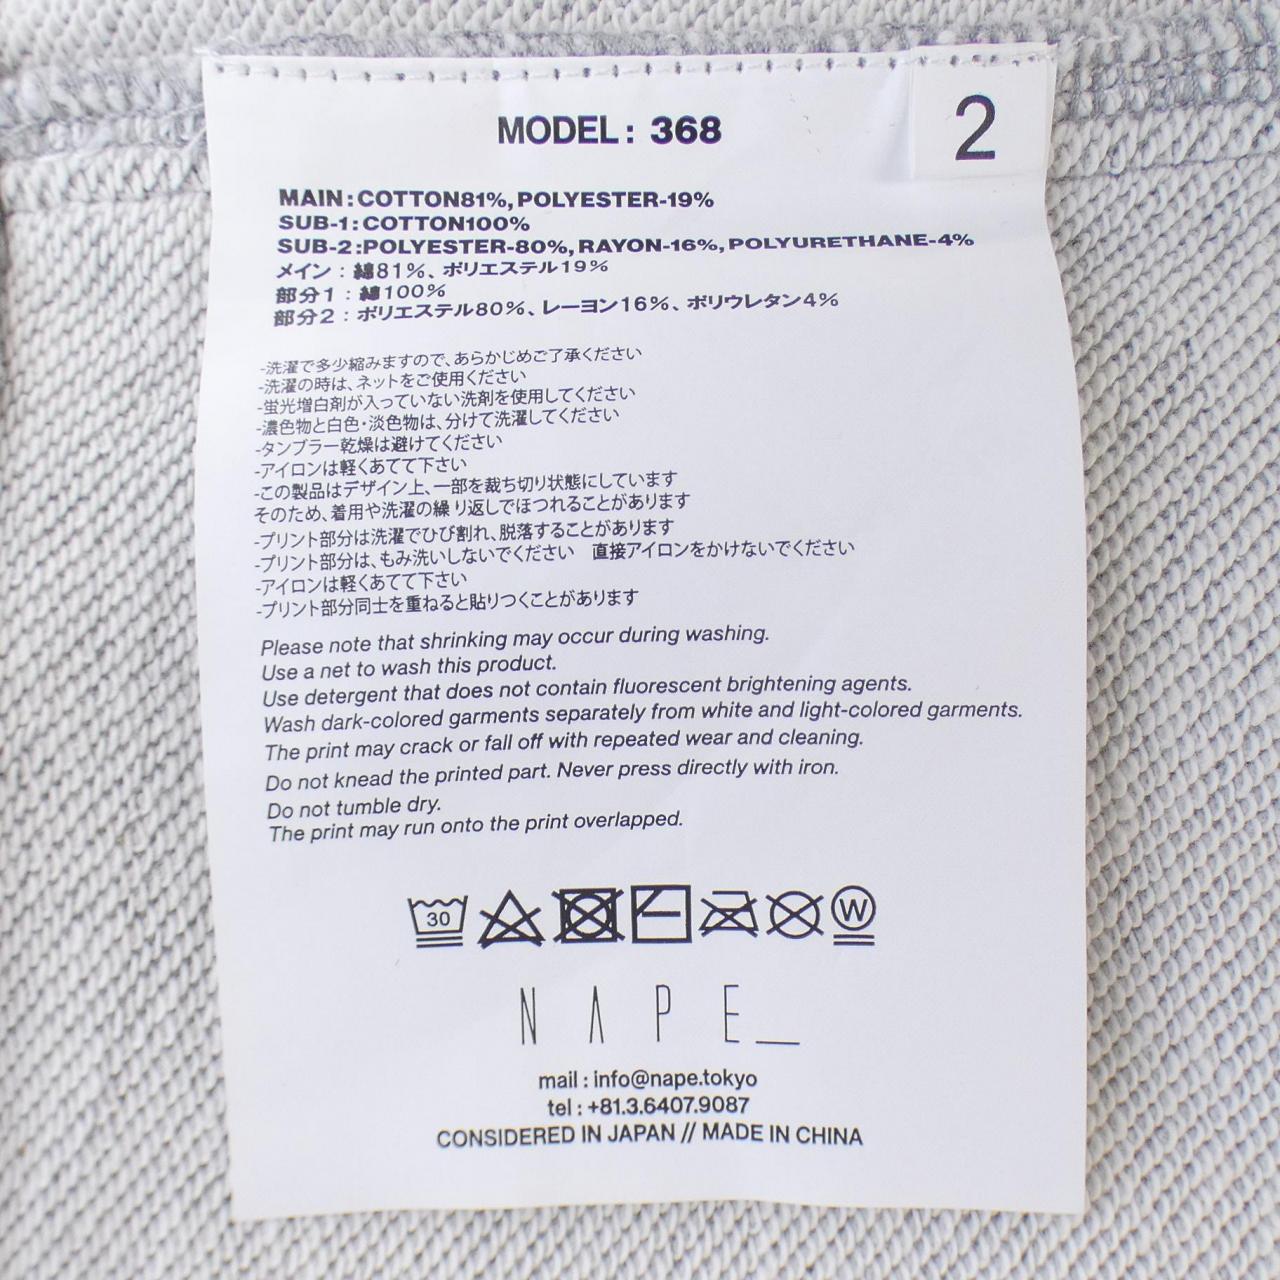 MODEL : 368
2
MAIN : COTTON81%, POLYESTER-19%
SUB-1 : COTTON100%
SUB-2 : POLYESTER-80%, RAYON-16%, POLYURETHANE-4%
メイン : 綿81%、ポリエステル19%
部分1 : 綿100%
部分2 : ポリエステル80%、レーヨン16%、ポリウレタン4%
-洗濯で多少縮みますので、あらかじめご了承ください
-洗濯の時は、ネットをご使用ください
-蛍光増白剤が入っていない洗剤を使用してください
-濃色物と白色・淡色物は、分けて洗濯してください
-タンブラー乾燥は避けてください
-アイロンは軽くあてて下さい
-この製品はデザイン上、一部を裁ち切り状態にしています
そのため、着用や洗濯の繰り返しでほつれることがあります
-プリント部分は洗濯でひび割れ、脱落することがあります
-プリント部分は、もみ洗いしないでください　直接アイロンをかけないでください
-アイロンは軽くあてて下さい
-プリント部分同士を重ねると貼りつくことがあります
Please note that shrinking may occur during washing.
Use a net to wash this product.
Use detergent that does not contain fluorescent brightening agents.
Wash dark-colored garments separately from white and light-colored garments.
The print may crack or fall off with repeated wear and cleaning.
Do not knead the printed part. Never press directly with iron.
Do not tumble dry.
The print may run onto the print overlapped.
30 W
NAPE_
mail : info@nape.tokyo
tel : +81.3.6407.9087
CONSIDERED IN JAPAN // MADE IN CHINA